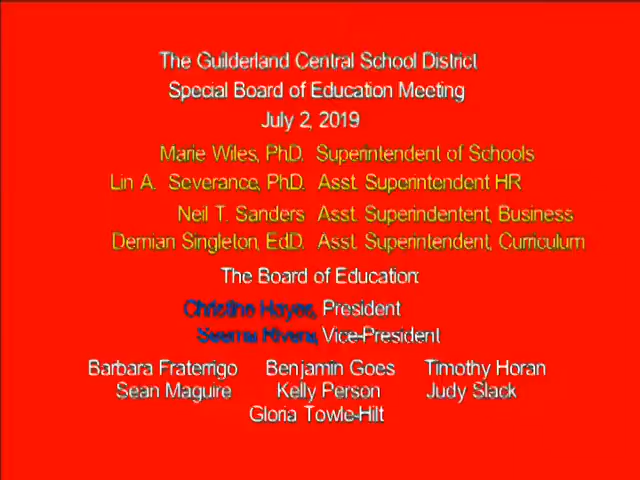 The Guilderland Central School District
Special Board of Education Meeting
July 2, 2019
Marie Wiles, PhD. Superintendent of Schools
Lin A. Severance, PhD. Asst. Superintendent HR
Neil T. Sanders Asst. Superindentent, Business
Demian Singleton, EdD. Asst. Superintendent, Curriculum
The Board of Education:
Christine Hayes, President
Seema Rivera, Vice-President
Barbara Fraterrigo Benjamin Goes Timothy Horan
Sean Maguire Kelly Person Judy Slack
Gloria Towle-Hilt